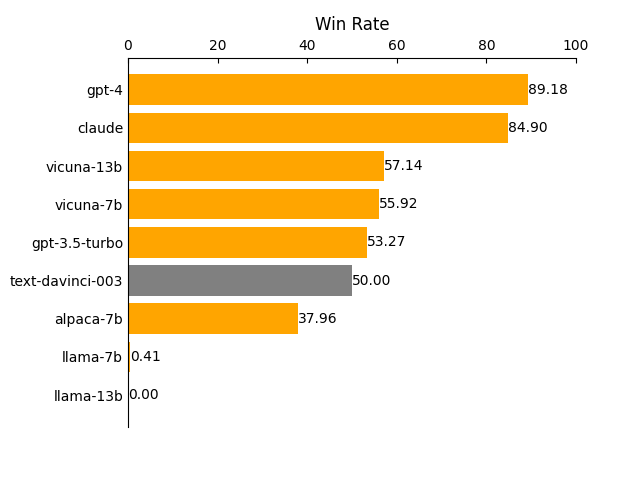 Win Rate
0 20 40 60 80 100
gpt-4 89.18
claude 84.90
vicuna-13b 57.14
vicuna-7b 55.92
gpt-3.5-turbo 53.27
text-davinci-003 50.00
alpaca-7b 37.96
llama-7b 0.41
llama-13b 0.00